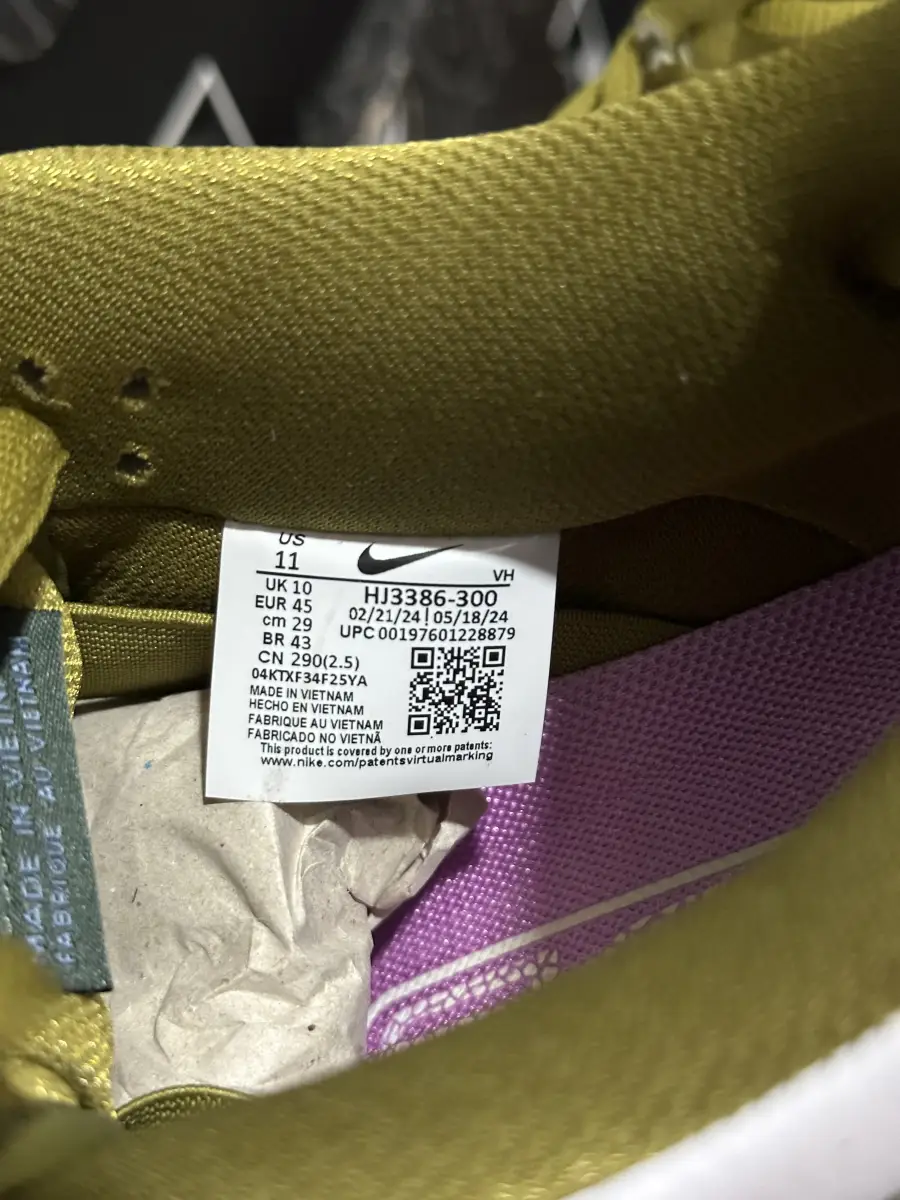 US
11
VH
UK 10
HJ3386-300
EUR 45
02/21/24 | 05/18/24
cm 29
UPC 00197601228879
BR 43
CN 290(2.5)
04KTXF34F25YA
MADE IN VIETNAM
HECHO EN VIETNAM
FABRIQUE AU VIETNAM
FABRICADO NO VIETNÃ
This product is covered by one or more patents:
www.nike.com/patentsvirtualmarking
MADE IN VIETNAM
FABRIQUE AU VIETNAM